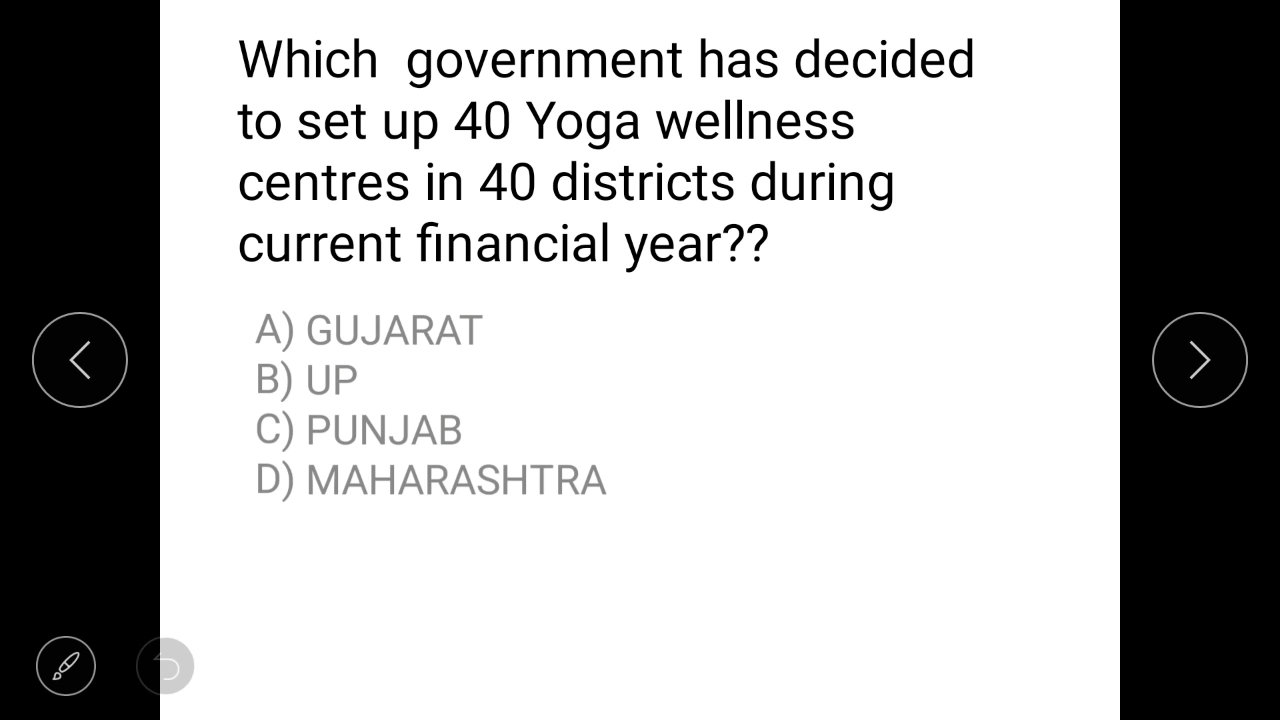 Which government has decided
to set up 40 Yoga wellness
centres in 40 districts during
current financial year??
A) GUJARAT
B) UP
C) PUNJAB
D) MAHARASHTRA